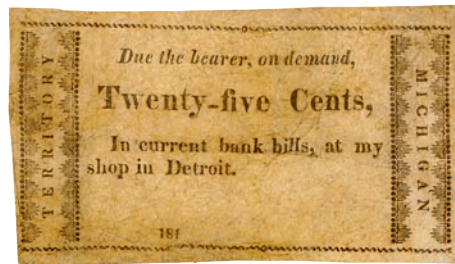 TERRITORY
Due the bearer, on demand,
Twenty-five Cents,
In current bank bills, at my
shop in Detroit.
181
MICHIGAN